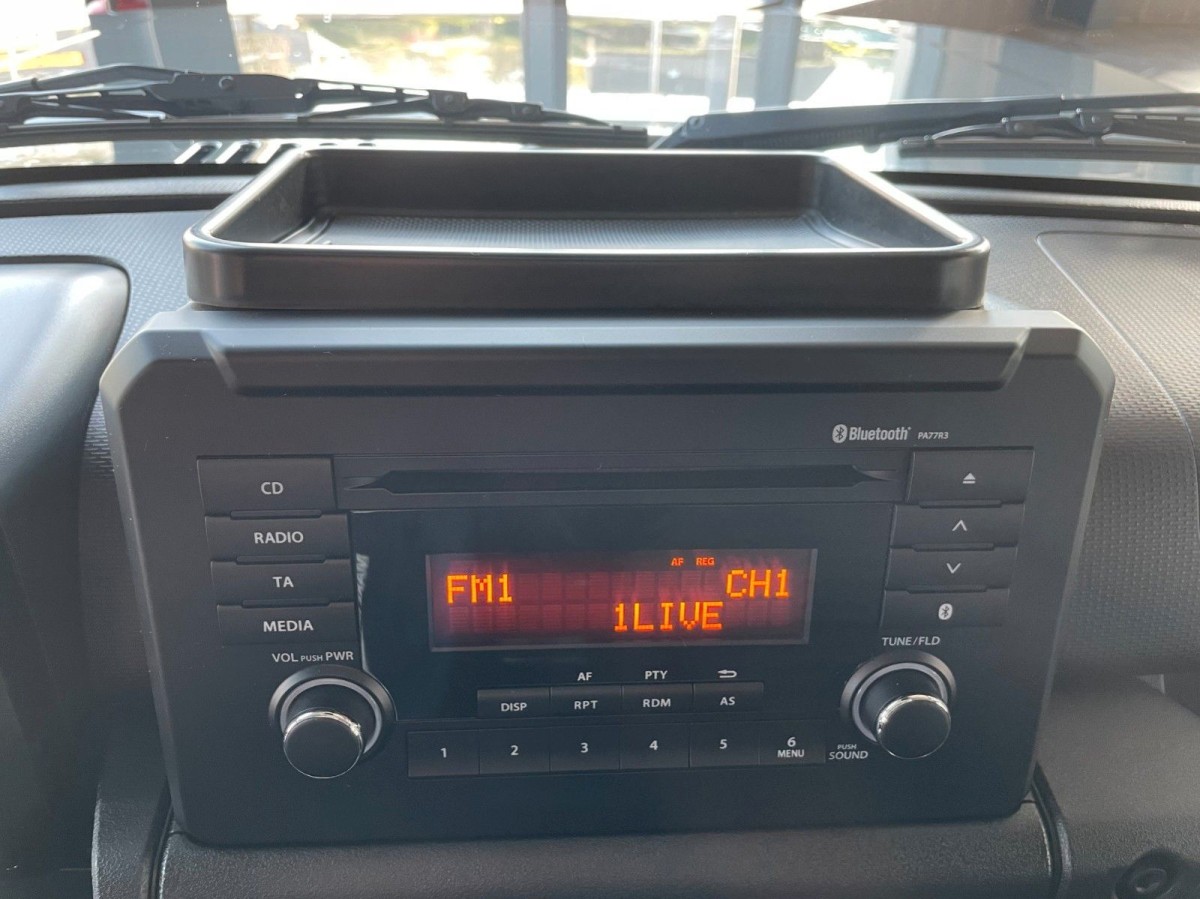 Bluetooth PA77R3
CD
RADIO
TA
MEDIA
VOL PUSH PWR
AF REG
FM1 CH1
1LIVE
TUNE/FLD
AF PTY
DISP RPT RDM AS
1 2 3 4 5 6
MENU
PUSH
SOUND